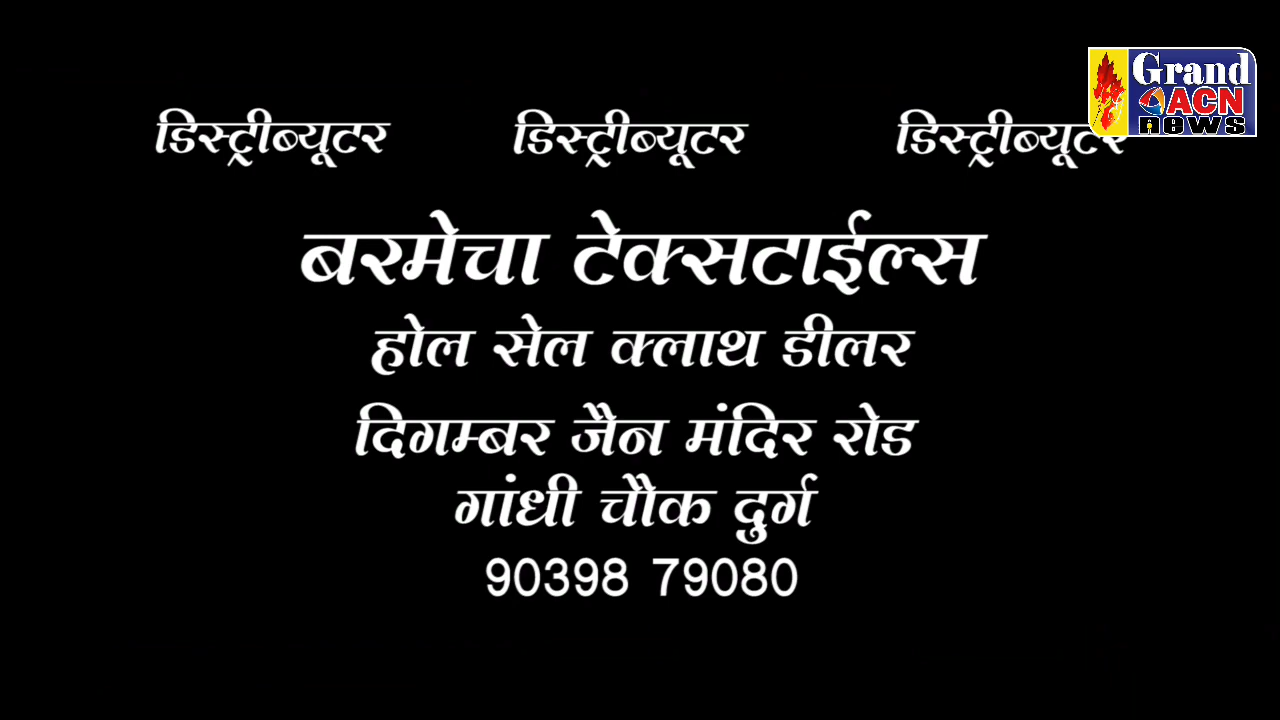 Grand
ACN
news
डिस्ट्रीब्यूटर डिस्ट्रीब्यूटर डिस्ट्रीब्यूटर
बरमेचा टेक्सटाईल्स
होल सेल क्लाथ डीलर
दिगम्बर जैन मंदिर रोड
गांधी चौक दुर्ग
90398 79080